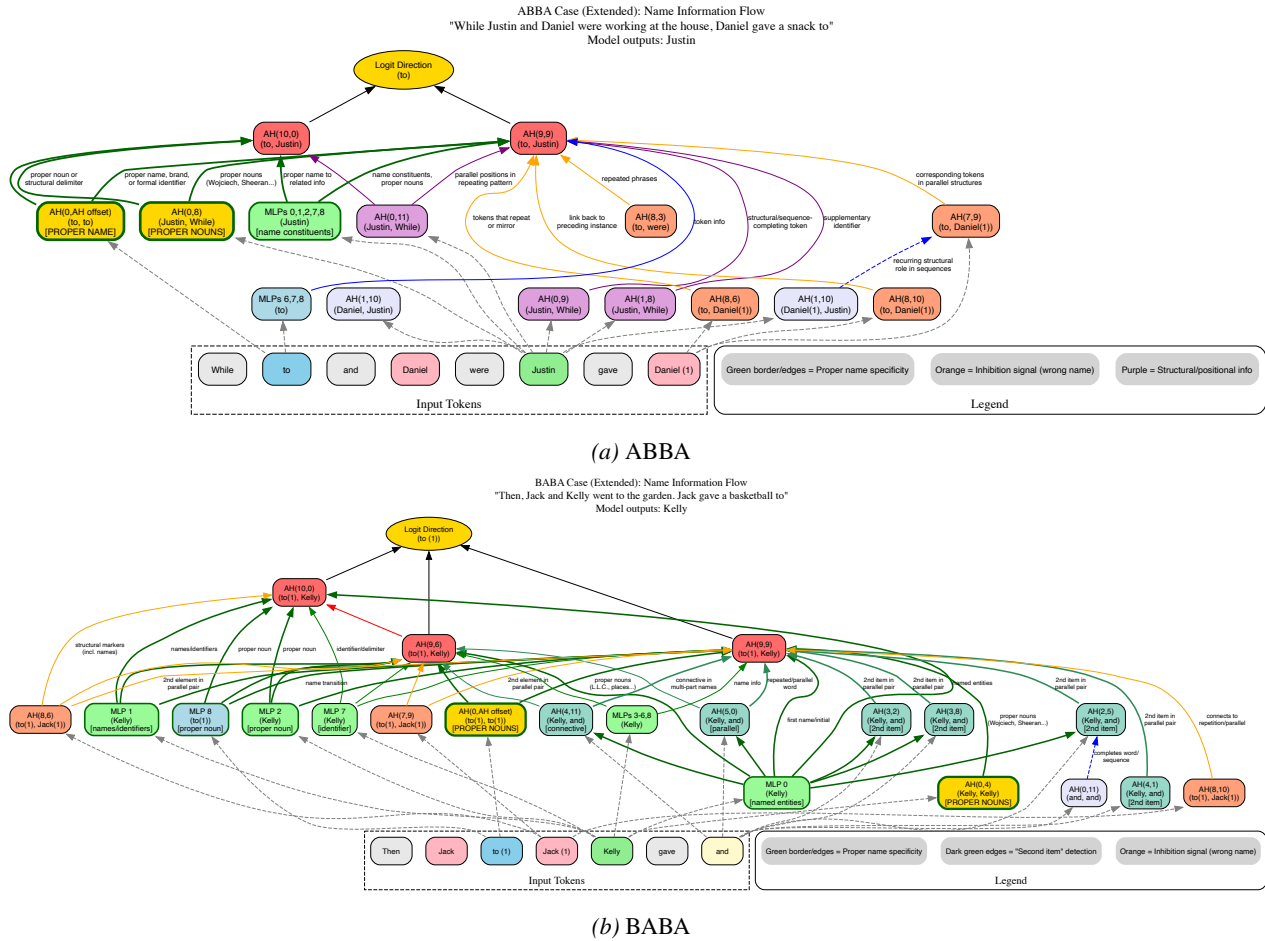 ABBA Case (Extended): Name Information Flow
"While Justin and Daniel were working at the house, Daniel gave a snack to"
Model outputs: Justin
Logit Direction
(to)
AH(10,0)
(to, Justin)
AH(9,9)
(to, Justin)
proper noun or
structural delimiter
proper name, brand,
or formal identifier
proper nouns
(Wojciech, Sheeran...)
proper name to
related info
name constituents,
proper nouns
parallel positions in
repeating pattern
repeated phrases
corresponding tokens
in parallel structures
AH(0,AH offset)
(to, to)
[PROPER NAME]
AH(0,8)
(Justin, While)
[PROPER NOUNS]
MLPs 0,1,2,7,8
(Justin)
[name constituents]
AH(0,11)
(Justin, While)
tokens that repeat
or mirror
link back to
preceding instance
AH(8,3)
(to, were)
token info
structural/sequence-
completing token
supplementary
identifier
AH(7,9)
(to, Daniel(1))
recurring structural
role in sequences
MLPs 6,7,8
(to)
AH(1,10)
(Daniel, Justin)
AH(0,9)
(Justin, While)
AH(1,8)
(Justin, While)
AH(8,6)
(to, Daniel(1))
AH(1,10)
(Daniel(1), Justin)
AH(8,10)
(to, Daniel(1))
While
to
and
Daniel
were
Justin
gave
Daniel (1)
Input Tokens
Green border/edges = Proper name specificity
Orange = Inhibition signal (wrong name)
Purple = Structural/positional info
Legend
(a) ABBA
BABA Case (Extended): Name Information Flow
"Then, Jack and Kelly went to the garden. Jack gave a basketball to"
Model outputs: Kelly
Logit Direction
(to (1))
AH(10,0)
(to(1), Kelly)
AH(9,6)
(to(1), Kelly)
AH(9,9)
(to(1), Kelly)
structural markers
(incl. names)
names/identifiers
proper noun
proper noun
identifier/delimiter
2nd element in
parallel pair
name transition
2nd element in
parallel pair
proper nouns
(L.L.C., places...)
connective in
multi-part names
name info
repeated/parallel
word
first name/initial
2nd item in
parallel pair
2nd item in
parallel pair
named entities
proper nouns
(Wojciech, Sheeran...)
2nd item in
parallel pair
2nd item in
parallel pair
connects to
repetition/parallel
AH(8,6)
(to(1), Jack(1))
MLP 1
(Kelly)
[names/identifiers]
MLP 8
(to(1))
[proper noun]
MLP 2
(Kelly)
[proper noun]
MLP 7
(Kelly)
[identifier]
AH(7,9)
(to(1), Jack(1))
AH(0,AH offset)
(to(1), to(1))
[PROPER NOUNS]
AH(4,11)
(Kelly, and)
[connective]
MLPs 3-6,8
(Kelly)
AH(5,0)
(Kelly, and)
[parallel]
AH(3,2)
(Kelly, and)
[2nd item]
AH(3,8)
(Kelly, and)
[2nd item]
AH(2,5)
(Kelly, and)
[2nd item]
completes word/
sequence
MLP 0
(Kelly)
[named entities]
AH(0,4)
(Kelly, Kelly)
[PROPER NOUNS]
AH(0,11)
(and, and)
AH(4,1)
(Kelly, and)
[2nd item]
AH(8,10)
(to(1), Jack(1))
Then
Jack
to (1)
Jack (1)
Kelly
gave
and
Input Tokens
Green border/edges = Proper name specificity
Dark green edges = "Second item" detection
Orange = Inhibition signal (wrong name)
Legend
(b) BABA